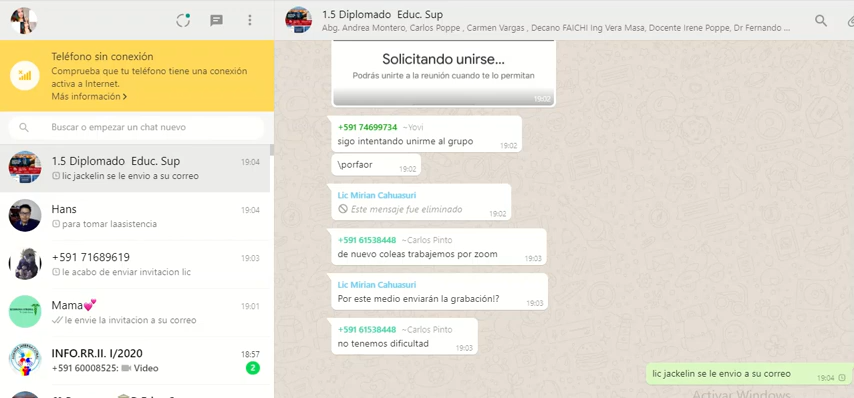 Teléfono sin conexión
Comprueba que tu teléfono tiene una conexión
activa a Internet.
Más información
Buscar o empezar un chat nuevo
1.5 Diplomado Educ. Sup
19:04
lic jackelin se le envio a su correo
Hans
19:04
para tomar laasistencia
+591 71689619
19:03
le acabo de enviar invitacion lic
Mama💕
19:01
le envie la invitacion a su correo
INFO.RR.II. I/2020
18:57
+591 60008525: Video
2
1.5 Diplomado Educ. Sup
Abg. Andrea Montero, Carlos Poppe , Carmen Vargas , Decano FAICHI Ing Vera Masa, Docente Irene Poppe, Dr Fernando ...
Solicitando unirse...
Podrás unirte a la reunión cuando te lo permitan
19:02
+591 74699734 ~Yovi
sigo intentando unirme al grupo
19:02
\porfaor
19:02
Lic Mirian Cahuasuri
Este mensaje fue eliminado
19:02
+591 61538448 ~Carlos Pinto
de nuevo coleas trabajemos por zoom
19:03
Lic Mirian Cahuasuri
Por este medio enviarán la grabación!?
19:03
+591 61538448 ~Carlos Pinto
no tenemos dificultad
19:03
lic jackelin se le envio a su correo
19:04
Activar Windows